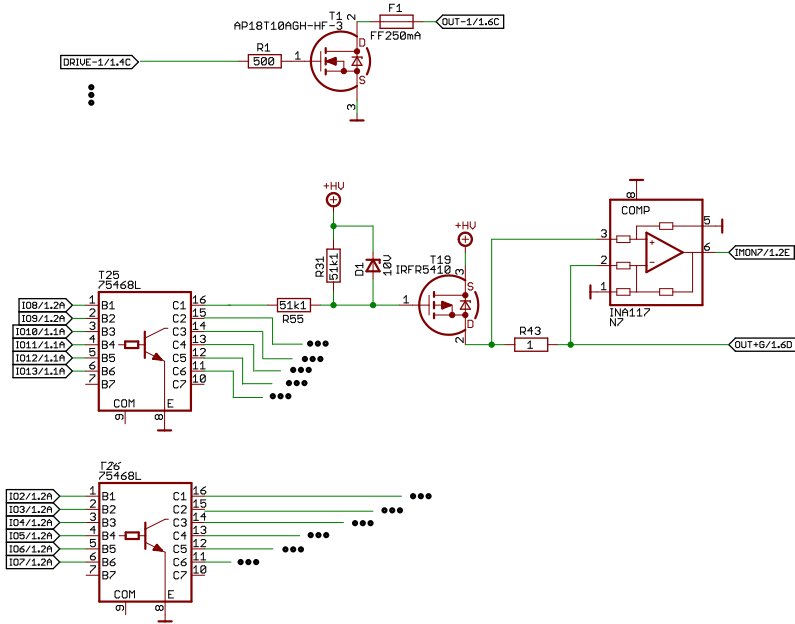 T1
AP18T10AGH-HF-3
2
F1
FF250mA
OUT-1/1.6C
DRIVE-1/1.4C
R1
500
1
D
S
3
+HV
R31
51k1
D1
10V
+HV
T19
IRFR5410
3
S
1
D
2
51k1
R55
8
COMP
3
2
1
5
6
+
-
INA117
N7
IMON7/1.2E
R43
1
OUT+G/1.6D
T25
75468L
IO8/1.2A 1 B1 C1 16
IO9/1.2A 2 B2 C2 15
IO10/1.1A 3 B3 C3 14
IO11/1.1A 4 B4 C4 13
IO12/1.1A 5 B5 C5 12
IO13/1.1A 6 B6 C6 11
7 B7 C7 10
COM E
9 8
T26
75468L
IO2/1.2A 1 B1 C1 16
IO3/1.2A 2 B2 C2 15
IO4/1.2A 3 B3 C3 14
IO5/1.2A 4 B4 C4 13
IO6/1.2A 5 B5 C5 12
IO7/1.2A 6 B6 C6 11
7 B7 C7 10
COM E
9 8